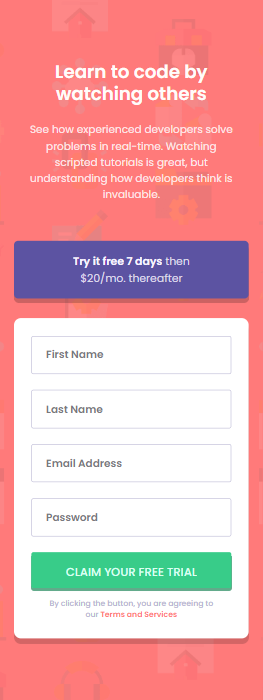 Learn to code by
watching others
See how experienced developers solve
problems in real-time. Watching
scripted tutorials is great, but
understanding how developers think is
invaluable.
Try it free 7 days then
$20/mo. thereafter
First Name
Last Name
Email Address
Password
CLAIM YOUR FREE TRIAL
By clicking the button, you are agreeing to
our Terms and Services